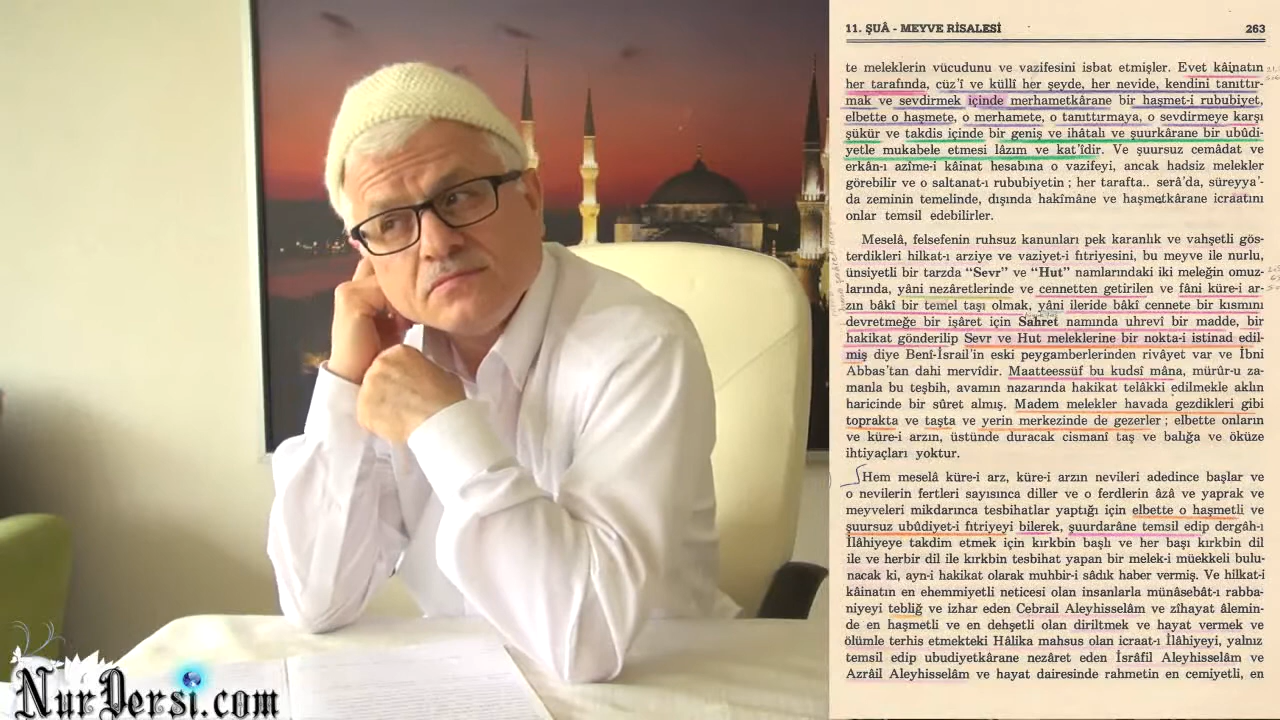 11. ŞUÂ - MEYVE RİSALESİ 263
te meleklerin vücudunu ve vazifesini isbat etmişler. Evet kâinatın
her tarafında, cüz'î ve küllî her şeyde, her nevide, kendini tanıttır-
mak ve sevdirmek içinde merhametkârane bir haşmet-i rububiyet,
elbette o haşmete, o merhamete, o tanıttırmaya, o sevdirmeye karşı
şükür ve takdis içinde bir geniş ve ihâtalı ve şuurkârane bir ubûdi-
yetle mukabele etmesi lâzım ve kat'îdir. Ve şuursuz cemâdat ve
erkân-ı azîme-i kâinat hesabına o vazifeyi, ancak hadsiz melekler
görebilir ve o saltanat-ı rububiyetin ; her tarafta.. serâ'da, süreyya'-
da zeminin temelinde, dışında hakîmâne ve haşmetkârane icraatını
onlar temsil edebilirler.
Meselâ, felsefenin ruhsuz kanunları pek karanlık ve vahşetli gös-
terdikleri hilkat-ı arziye ve vaziyet-i fıtriyesini, bu meyve ile nurlu,
ünsiyetli bir tarzda "Sevr" ve "Hut" namlarındaki iki meleğin omuz-
larında, yâni nezâretlerinde ve cennetten getirilen ve fâni küre-i ar-
zın bâki bir temel taşı olmak, yâni ileride bâki cennete bir kısmını
devretmeğe bir işâret için Sahret namında uhrevî bir madde, bir
hakikat gönderilip Sevr ve Hut meleklerine bir nokta-i istinad edil-
miş diye Benî-İsrail'in eski peygamberlerinden rivâyet var ve İbni
Abbas'tan dahi mervîdir. Maatteessüf bu kudsî mâna, mürûr-u za-
manla bu teşbih, avamın nazarında hakikat telâkki edilmekle aklın
haricinde bir sûret almış. Madem melekler havada gezdikleri gibi
toprakta ve taşta ve yerin merkezinde de gezerler ; elbette onların
ve küre-i arzın, üstünde duracak cismanî taş ve balığa ve öküze
ihtiyaçları yoktur.
Hem meselâ küre-i arz, küre-i arzın nevileri adedince başlar ve
o nevilerin fertleri sayısınca diller ve o ferdlerin âzâ ve yaprak ve
meyveleri mikdarınca tesbihatlar yaptığı için elbette o haşmetli ve
şuursuz ubûdiyet-i fıtriyeyi bilerek, şuurdarâne temsil edip dergâh-ı
İlâhiyeye takdim etmek için kırkbin başlı ve her başı kırkbin dil
ile ve herbir dil ile kırkbin tesbihat yapan bir melek-i müekkeli bulu-
nacak ki, ayn-i hakikat olarak muhbir-i sâdık haber vermiş. Ve hilkat-i
kâinatın en ehemmiyetli neticesi olan insanlarla münâsebât-ı rabba-
niyeyi tebliğ ve izhar eden Cebrail Aleyhisselâm ve zîhayat âlemin-
de en haşmetli ve en dehşetli olan diriltmek ve hayat vermek ve
ölümle terhis etmekteki Hâlika mahsus olan icraat-ı İlâhiyeyi, yalnız
temsil edip ubudiyetkârane nezâret eden İsrâfil Aleyhisselâm ve
Azrâil Aleyhisselâm ve hayat dairesinde rahmetin en cemiyetli, en
NurDersi.com